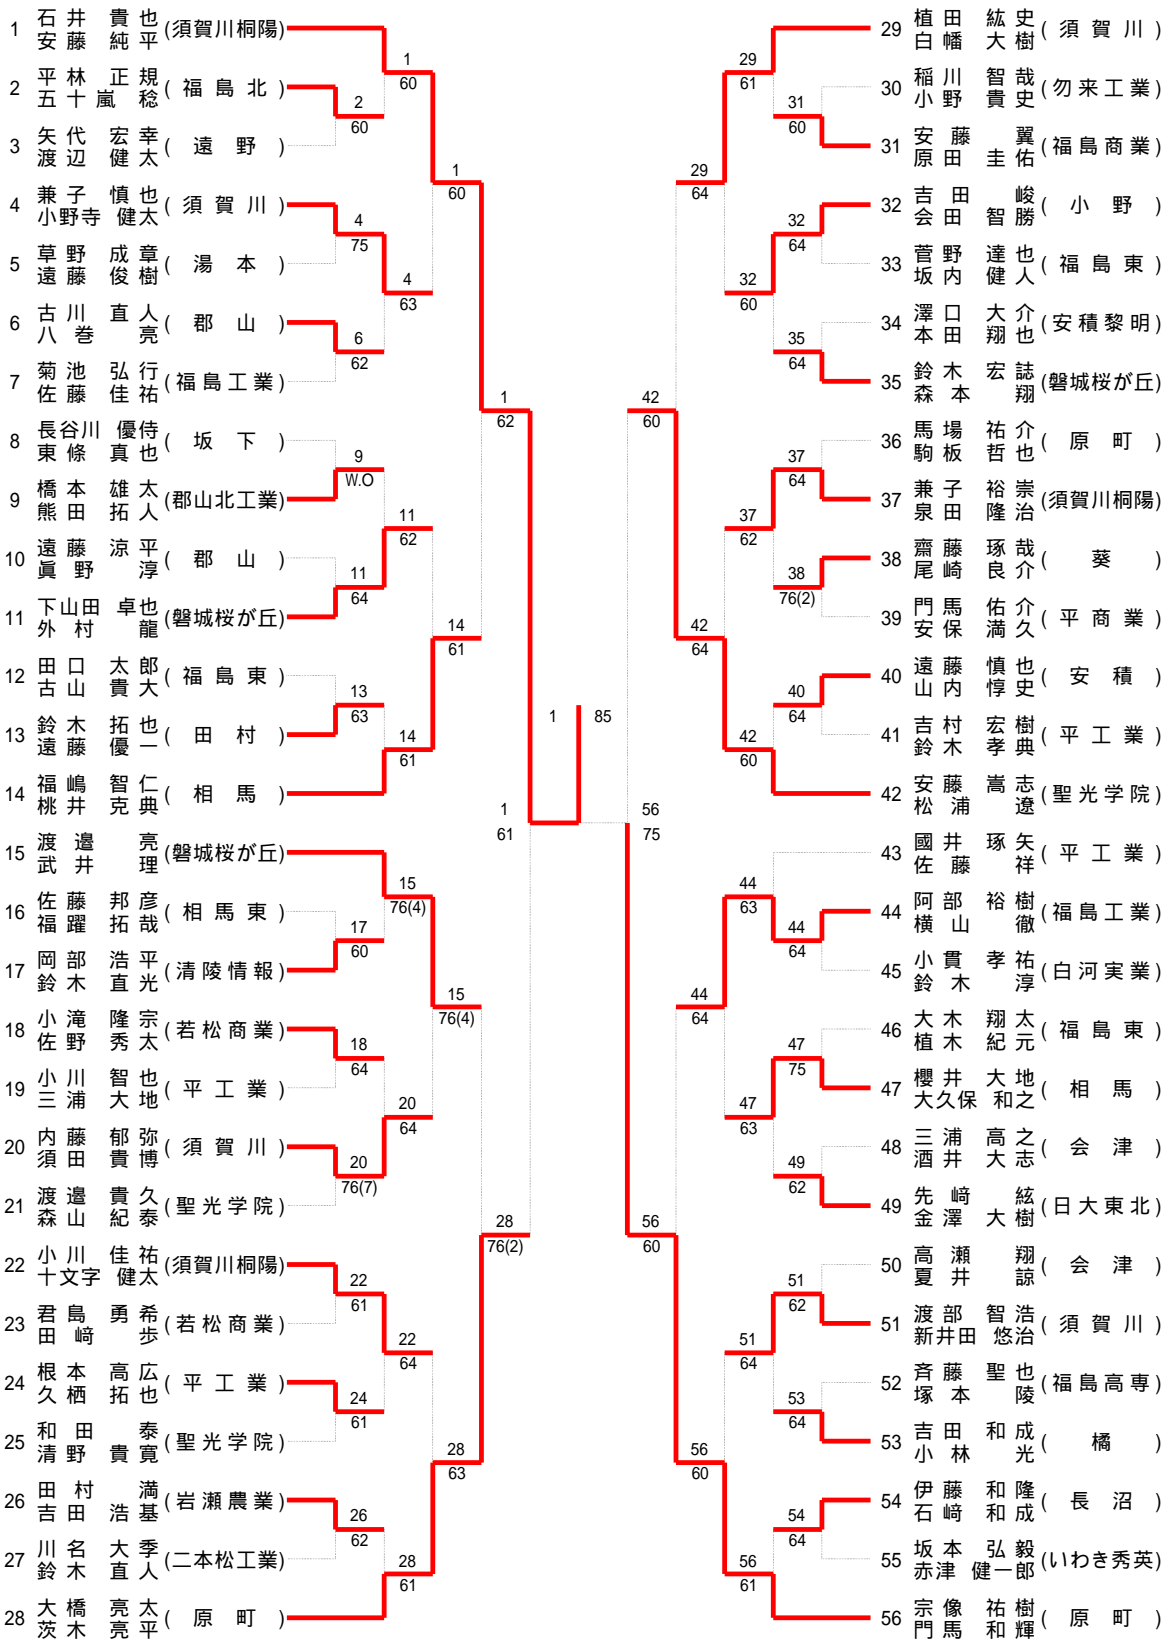 1 石井 貴也 (須賀川桐陽)
安藤 純平
2 平林 正規 (福島北)
五十嵐 稔
3 矢代 宏幸 (遠野)
渡辺 健太
4 兼子 慎也 (須賀川)
小野寺 健太
5 草野 成章 (湯本)
遠藤 俊樹
6 古川 直人 (郡山)
八巻 亮
7 菊池 弘行 (福島工業)
佐藤 佳祐
8 長谷川 優侍 (坂下)
東條 真也
9 橋本 雄太 (郡山北工業)
熊田 拓人
10 遠藤 涼平 (郡山)
眞野 淳
11 下山田 卓也 (磐城桜が丘)
外村 龍
12 田口 太郎 (福島東)
古山 貴大
13 鈴木 拓也 (田村)
遠藤 優一
14 福嶋 智仁 (相馬)
桃井 克典
15 渡邉 亮 (磐城桜が丘)
武井 理
16 佐藤 邦彦 (相馬東)
福躍 拓哉
17 岡部 浩平 (清陵情報)
鈴木 直光
18 小滝 隆宗 (若松商業)
佐野 秀太
19 小川 智也 (平工業)
三浦 大地
20 内藤 郁弥 (須賀川)
須田 貴博
21 渡邉 貴久 (聖光学院)
森山 紀泰
22 小川 佳祐 (須賀川桐陽)
十文字 健太
23 君島 勇希 (若松商業)
田﨑 歩
24 根本 高広 (平工業)
久栖 拓也
25 和田 泰 (聖光学院)
清野 貴寛
26 田村 満 (岩瀬農業)
吉田 浩基
27 川名 大季 (二本松工業)
鈴木 直人
28 大橋 亮太 (原町)
茨木 亮平
2
60
4
75
6
62
9
W.O
11
64
13
63
17
60
18
64
20
76(7)
22
61
24
61
26
62
1
60
4
63
11
62
14
61
15
76(4)
20
64
22
64
28
61
1
60
14
61
15
76(4)
28
63
1
62
28
76(2)
1
61
1 85
56
75
42
60
56
60
29
64
42
64
44
64
56
60
29
61
32
60
37
62
42
60
44
63
47
63
51
64
56
61
31
60
32
64
35
64
37
64
38
76(2)
40
64
44
64
47
75
49
62
51
62
53
64
54
64
29 植田 紘史 (須賀川)
白幡 大樹
30 稲川 智哉 (勿来工業)
小野 貴史
31 安藤 翼 (福島商業)
原田 圭佑
32 吉田 峻 (小野)
会田 智勝
33 菅野 達也 (福島東)
坂内 健人
34 澤口 大介 (安積黎明)
本田 翔也
35 鈴木 宏誌 (磐城桜が丘)
森本 翔
36 馬場 祐介 (原町)
駒板 哲也
37 兼子 裕崇 (須賀川桐陽)
泉田 隆治
38 齋藤 琢哉 (葵)
尾崎 良介
39 門馬 佑介 (平商業)
安保 満久
40 遠藤 慎也 (安積)
山内 惇史
41 吉村 宏樹 (平工業)
鈴木 孝典
42 安藤 嵩志 (聖光学院)
松浦 遼
43 國井 琢矢 (平工業)
佐藤 祥
44 阿部 裕樹 (福島工業)
横山 徹
45 小貫 孝祐 (白河実業)
鈴木 淳
46 大木 翔太 (福島東)
植木 紀元
47 櫻井 大地 (相馬)
大久保 和之
48 三浦 高之 (会津)
酒井 大志
49 先﨑 絃 (日大東北)
金澤 大樹
50 高瀬 翔 (会津)
夏井 諒
51 渡部 智浩 (須賀川)
新井田 悠治
52 斉藤 聖也 (福島高専)
塚本 陵
53 吉田 和成 (橘)
小林 光
54 伊藤 和隆 (長沼)
石﨑 和成
55 坂本 弘毅 (いわき秀英)
赤津 健一郎
56 宗像 祐樹 (原町)
門馬 和輝